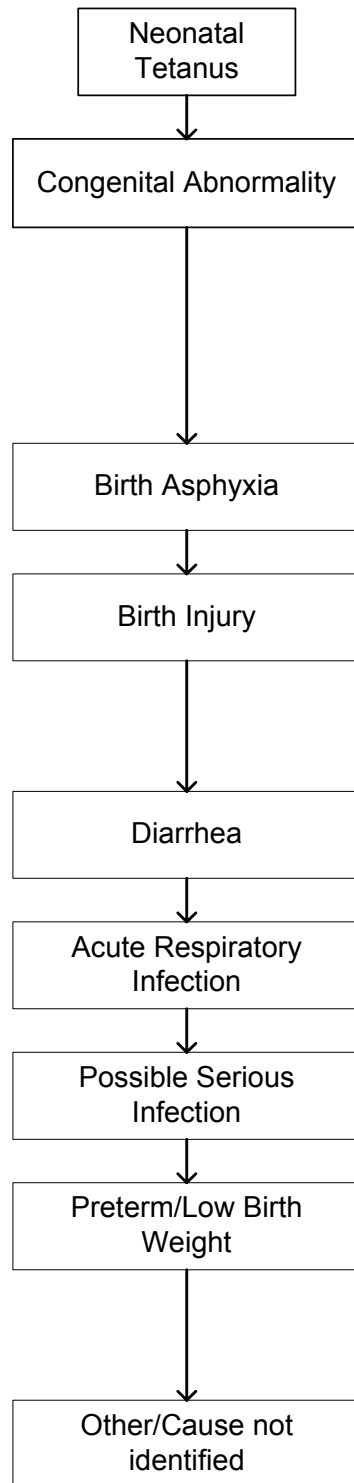 Neonatal
Tetanus
Congenital Abnormality
Birth Asphyxia
Birth Injury
Diarrhea
Acute Respiratory
Infection
Possible Serious
Infection
Preterm/Low Birth
Weight
Other/Cause not
identified